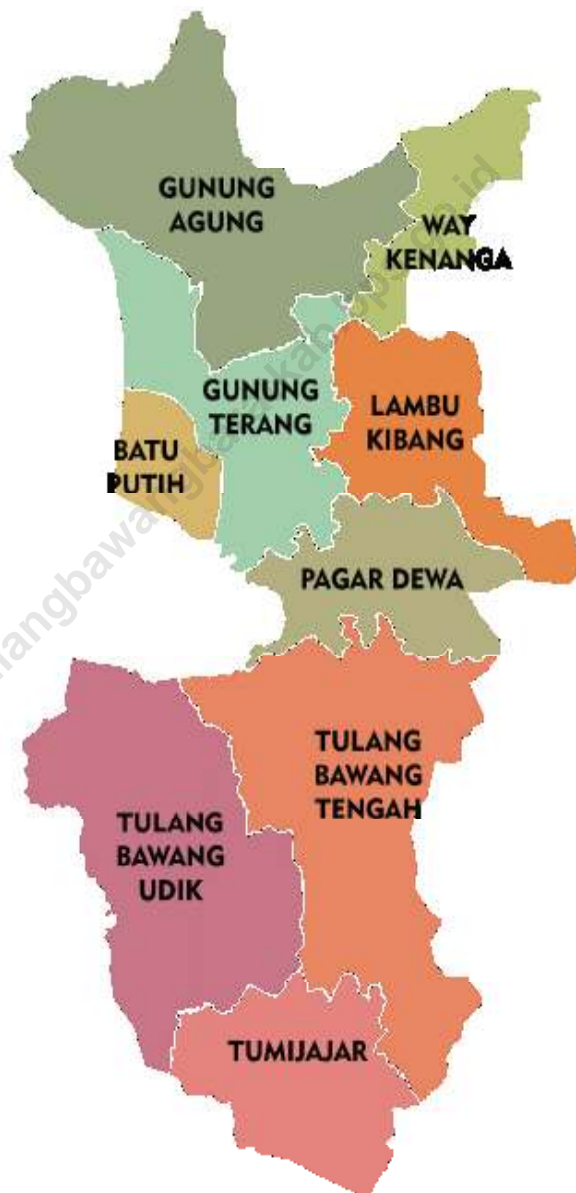 GUNUNG
AGUNG
WAY
KENANGA
GUNUNG
TERANG
LAMBU
KIBANG
BATU
PUTIH
PAGAR DEWA
TULANG
BAWANG
TENGAH
TULANG
BAWANG
UDIK
TUMIJAJAR